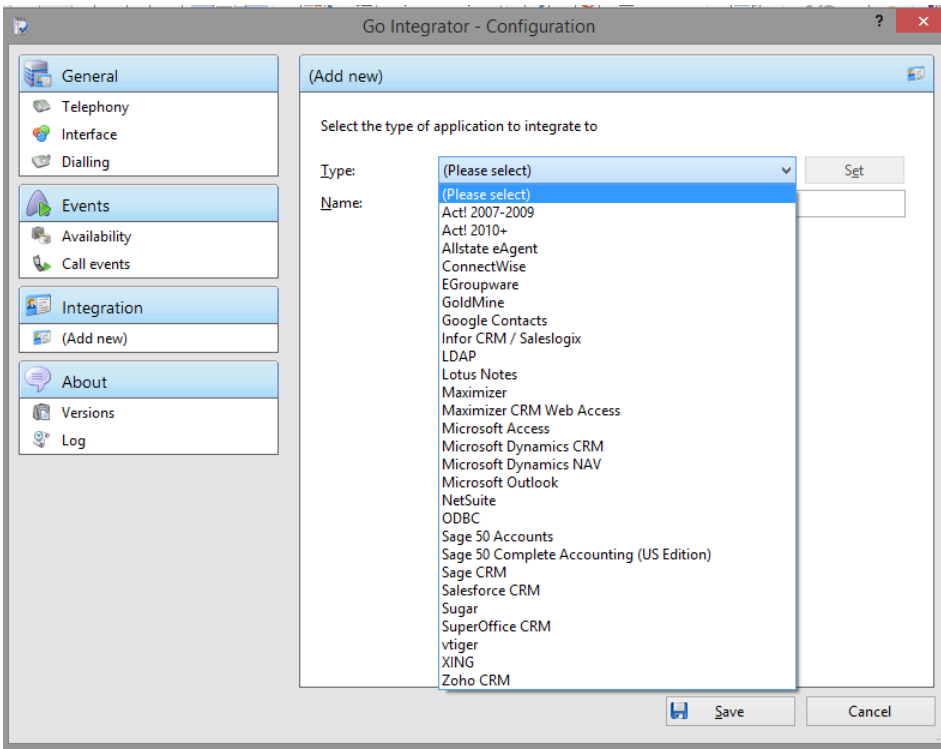 Go Integrator - Configuration
?
General
Telephony
Interface
Dialling
Events
Availability
Call events
Integration
(Add new)
About
Versions
Log
(Add new)
Select the type of application to integrate to
Type: (Please select) Set
Name:
(Please select)
Act! 2007-2009
Act! 2010+
Allstate eAgent
ConnectWise
EGroupware
GoldMine
Google Contacts
Infor CRM / Saleslogix
LDAP
Lotus Notes
Maximizer
Maximizer CRM Web Access
Microsoft Access
Microsoft Dynamics CRM
Microsoft Dynamics NAV
Microsoft Outlook
NetSuite
ODBC
Sage 50 Accounts
Sage 50 Complete Accounting (US Edition)
Sage CRM
Salesforce CRM
Sugar
SuperOffice CRM
vtiger
XING
Zoho CRM
Save Cancel